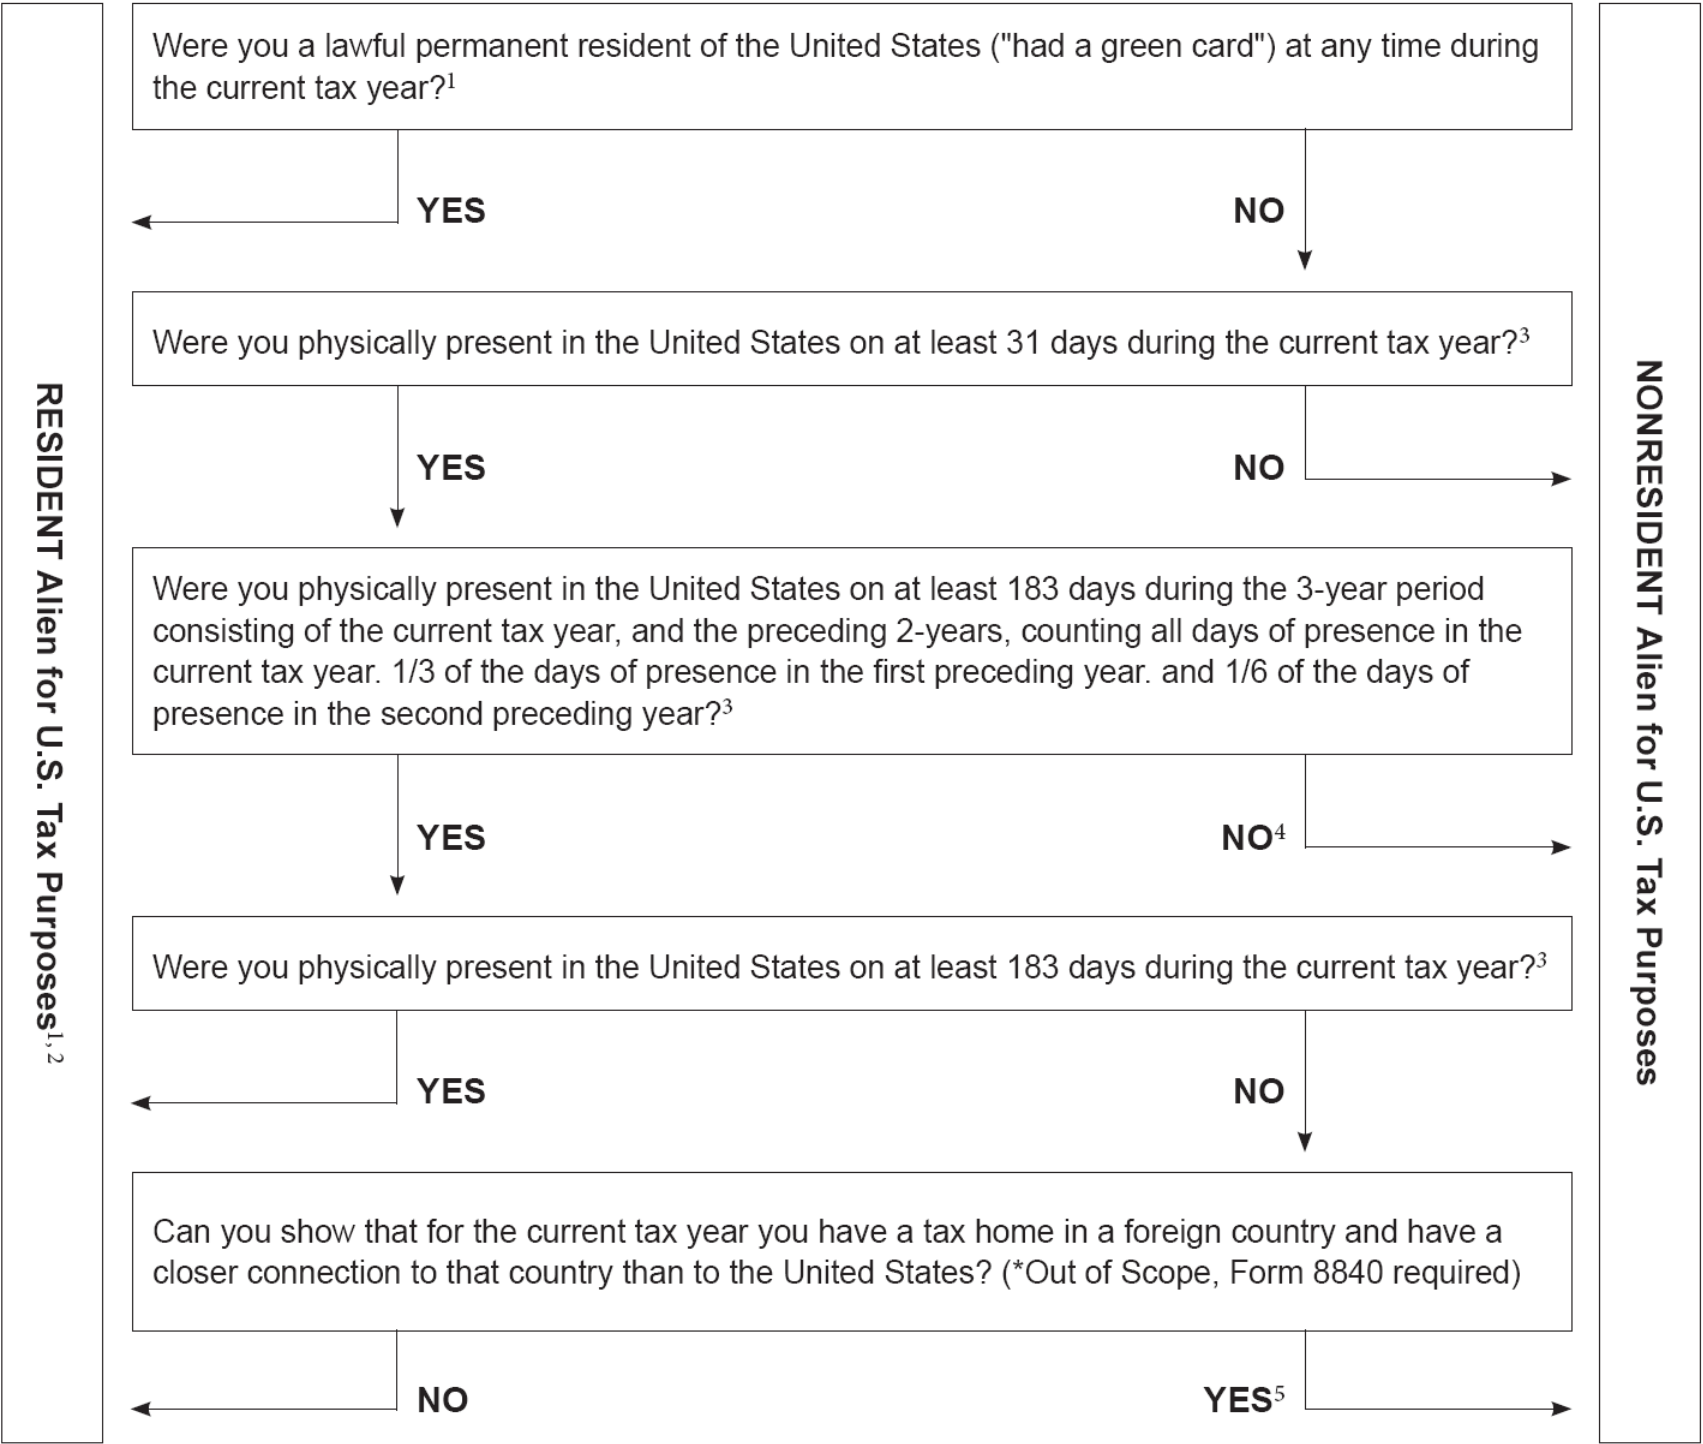 RESIDENT Alien for U.S. Tax Purposes1, 2
Were you a lawful permanent resident of the United States ("had a green card") at any time during
the current tax year?1
YES
NO
Were you physically present in the United States on at least 31 days during the current tax year?3
YES
NO
Were you physically present in the United States on at least 183 days during the 3-year period
consisting of the current tax year, and the preceding 2-years, counting all days of presence in the
current tax year. 1/3 of the days of presence in the first preceding year. and 1/6 of the days of
presence in the second preceding year?3
YES
NO4
Were you physically present in the United States on at least 183 days during the current tax year?3
YES
NO
Can you show that for the current tax year you have a tax home in a foreign country and have a
closer connection to that country than to the United States? (*Out of Scope, Form 8840 required)
NO
YES5
NONRESIDENT Alien for U.S. Tax Purposes